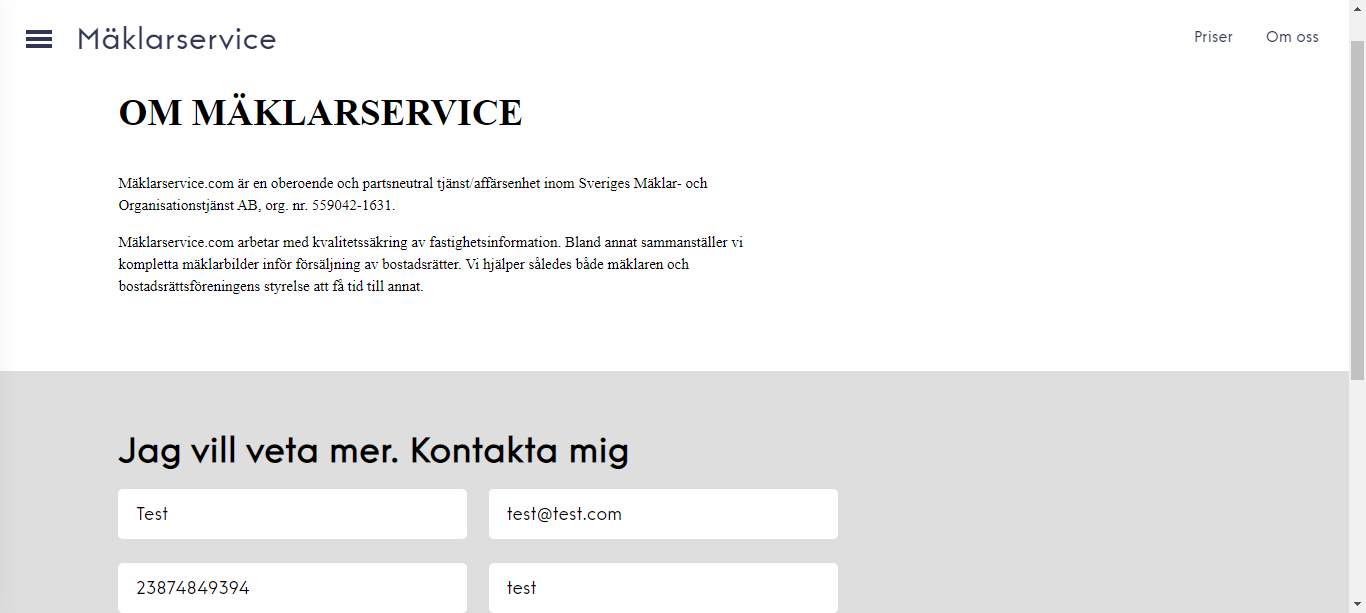 Mäklarservice
Priser
Om oss
OM MÄKLARSERVICE
Mäklarservice.com är en oberoende och partsneutral tjänst/affärsenhet inom Sveriges Mäklar- och
Organisationstjänst AB, org. nr. 559042-1631.
Mäklarservice.com arbetar med kvalitetssäkring av fastighetsinformation. Bland annat sammanställer vi
kompletta mäklarbilder inför försäljning av bostadsrätter. Vi hjälper således både mäklaren och
bostadsrättsföreningens styrelse att få tid till annat.
Jag vill veta mer. Kontakta mig
Test
test@test.com
23874849394
test